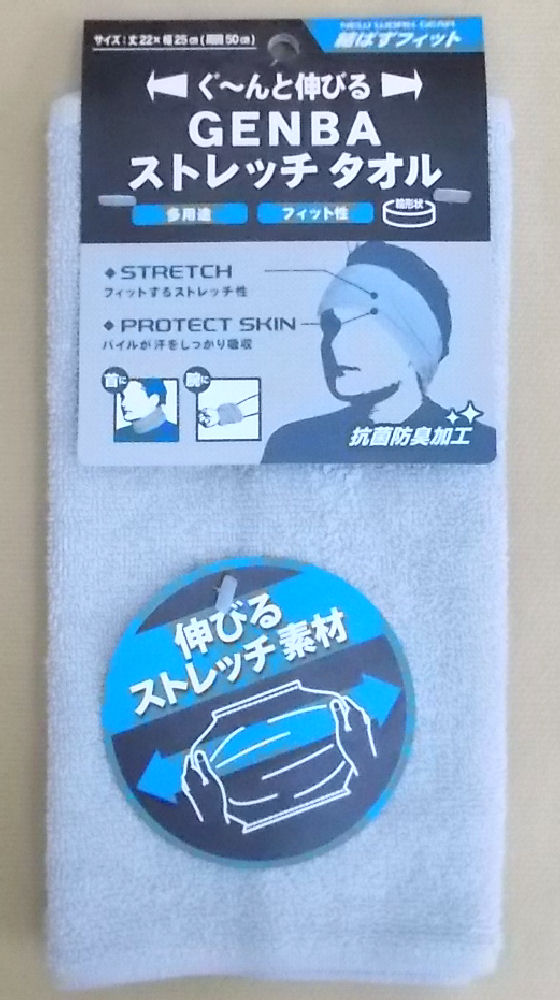 サイズ：丈22×幅25㎝(周囲50㎝)
NEW WORK GEAR
結ばずフィット
ぐ～んと伸びる
GENBA
ストレッチ タオル
多用途
フィット性
輪形状
◆STRETCH
フィットするストレッチ性
◆PROTECT SKIN
パイルが汗をしっかり吸収
首に
腕に
抗菌防臭加工
伸びる
ストレッチ素材